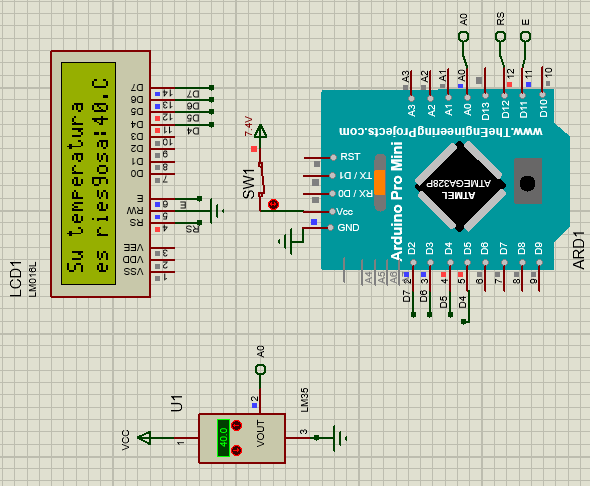 LCD1
LM016L
Su temperatura
es riesgosa:40.C
D7 14 D7
D6 13 D6
D5 12 D5
D4 11 D4
D3 10
D2 9
D1 8
D0 7
E 6 E
RW 5
RS 4 RS
VEE 3
VDD 2
VSS 1
7.4V
SW1
A0
RS
E
A3
A2
A1
A0
12
11
10
A3
A2
A1
A0
D13
D12
D11
D10
www.TheEngineeringProjects.com
RST
TX / D1
RX / D0
Vcc
GND
Arduino Pro Mini
ATMEL
ATMEGA328P
D2
D3
D4
D5
D6
D7
D8
D9
A4
A5
A6
2
3
4
5
6
7
8
9
D7
D6
D5
D4
ARD1
A0
U1
LM35
VCC
1
2
3
40.0
VOUT